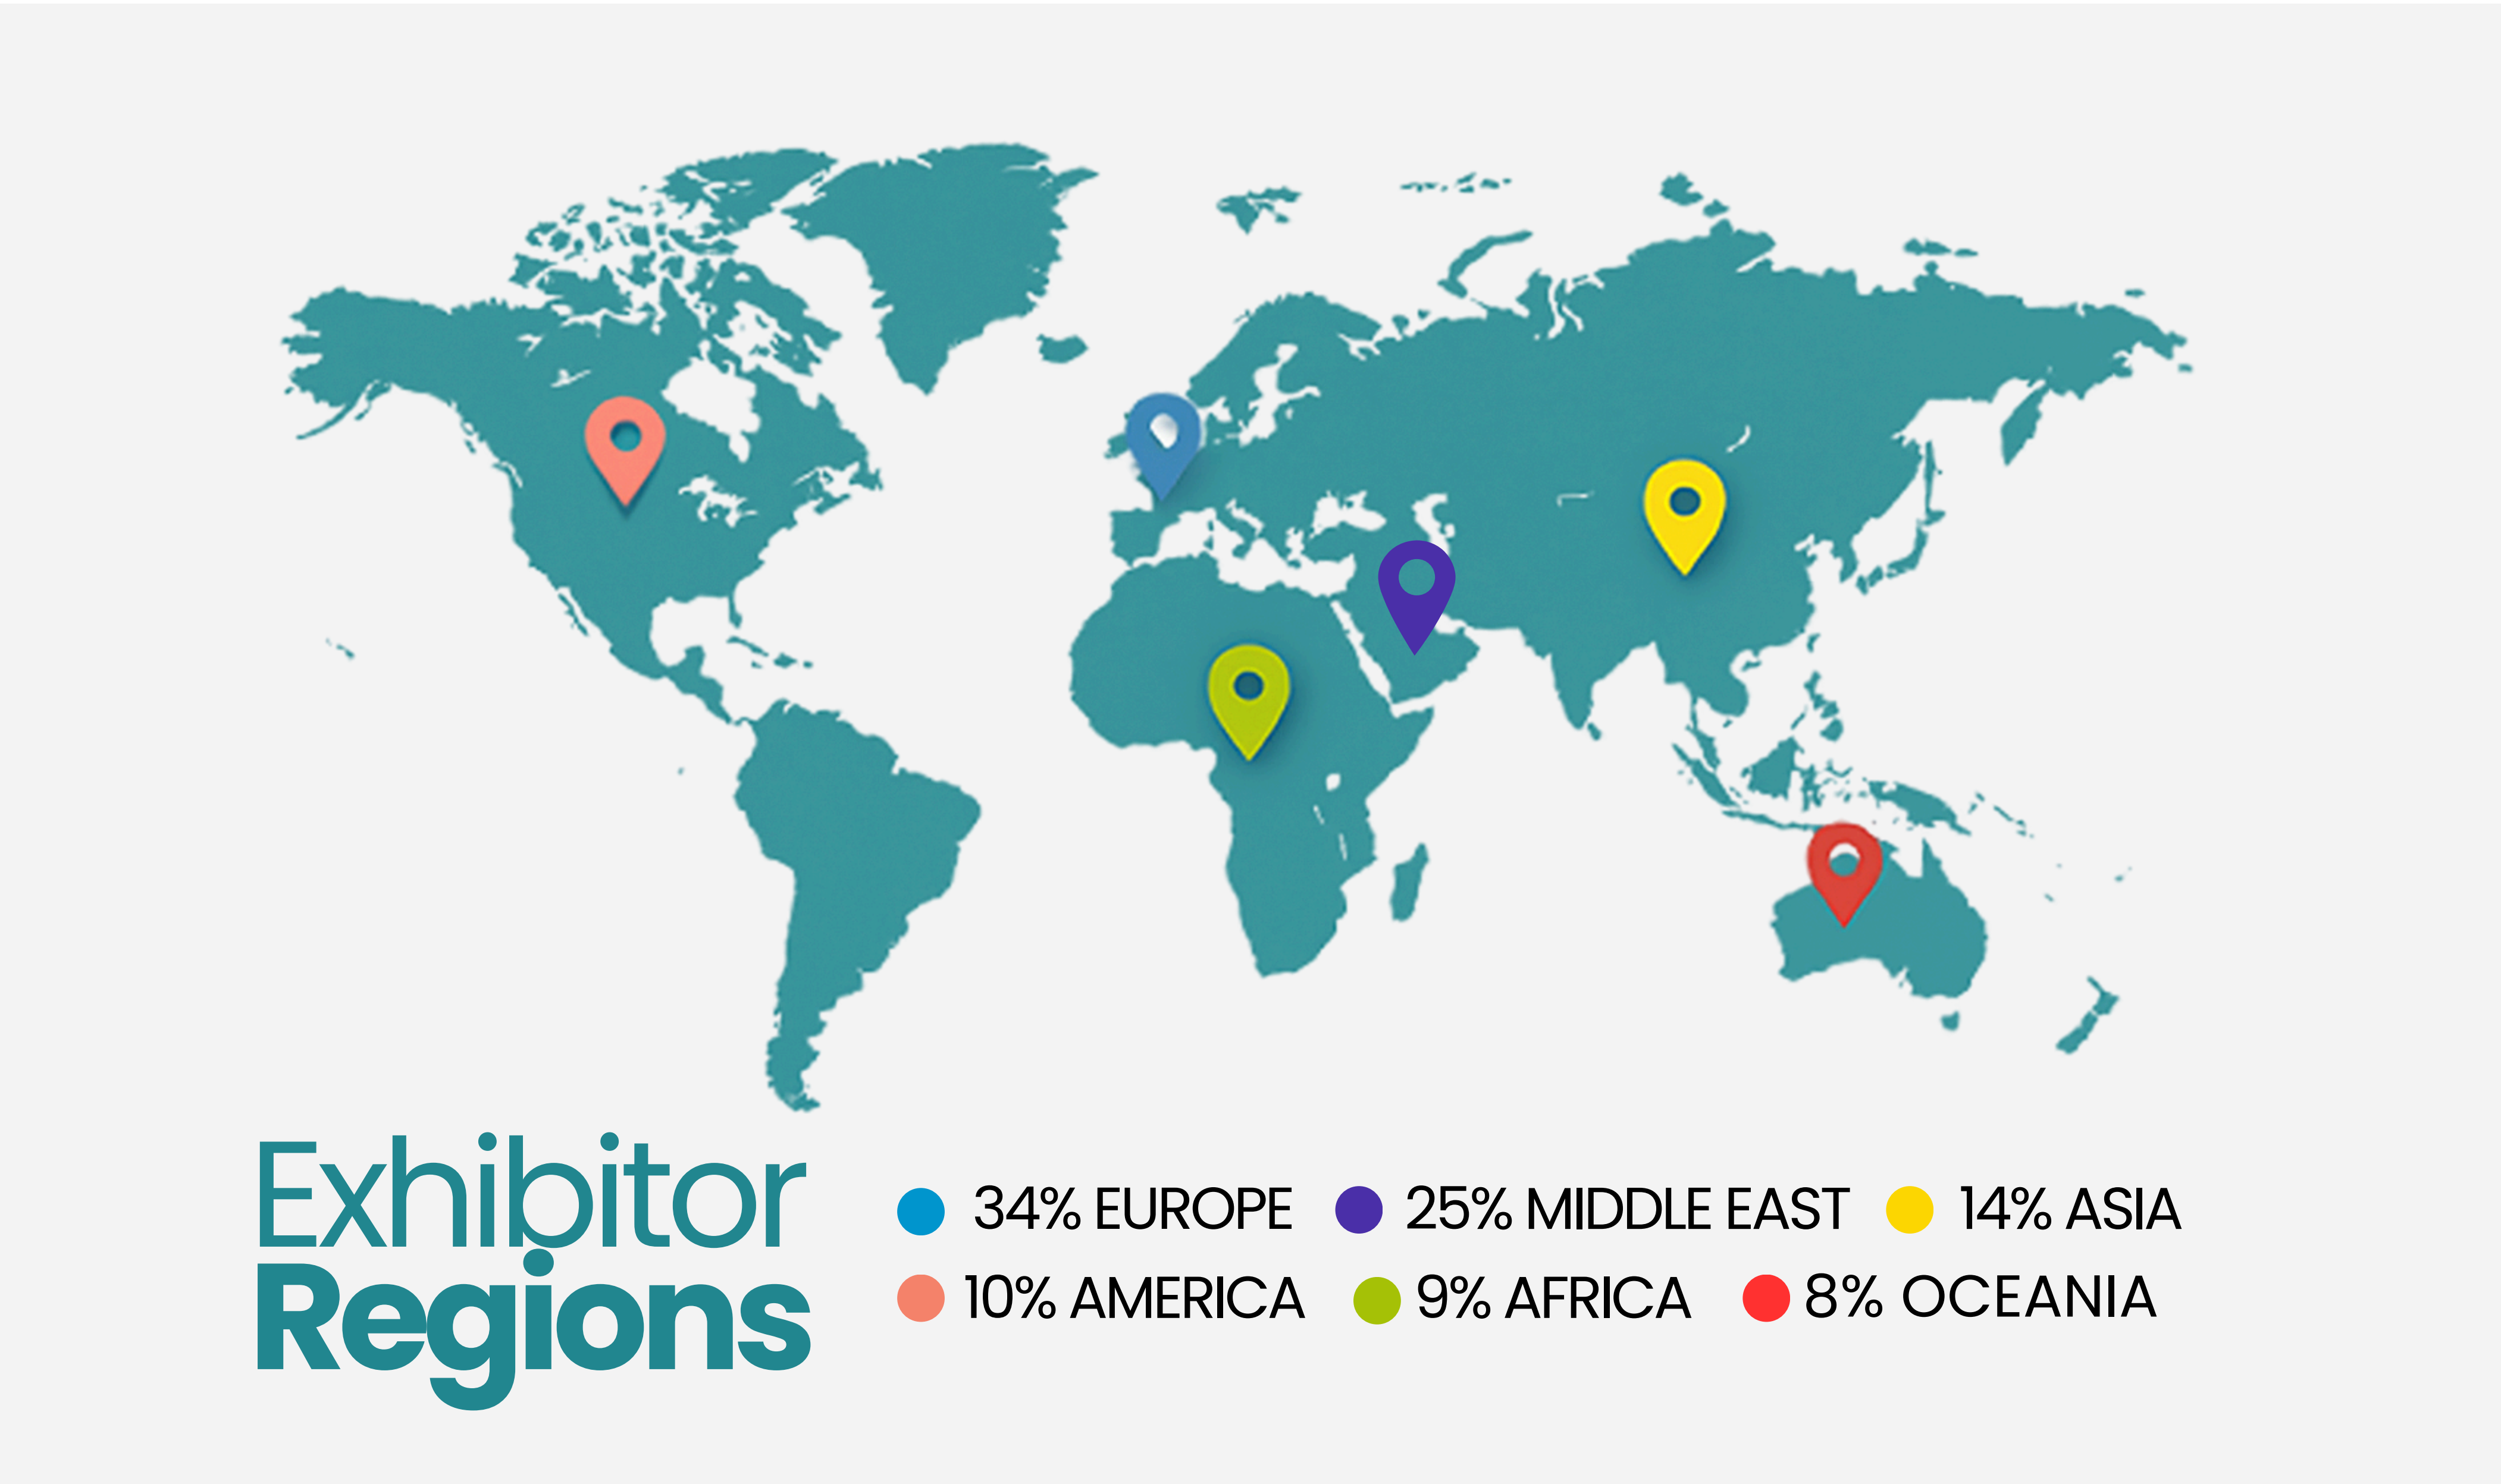 Exhibitor
Regions
34% EUROPE
25% MIDDLE EAST
14% ASIA
10% AMERICA
9% AFRICA
8% OCEANIA